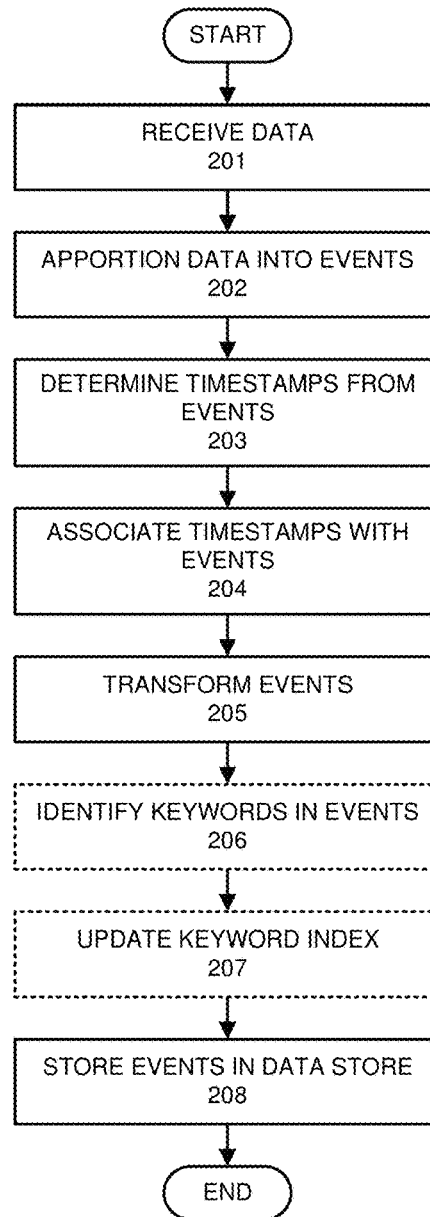 START
RECEIVE DATA
201
APPORTION DATA INTO EVENTS
202
DETERMINE TIMESTAMPS FROM
EVENTS
203
ASSOCIATE TIMESTAMPS WITH
EVENTS
204
TRANSFORM EVENTS
205
IDENTIFY KEYWORDS IN EVENTS
206
UPDATE KEYWORD INDEX
207
STORE EVENTS IN DATA STORE
208
END